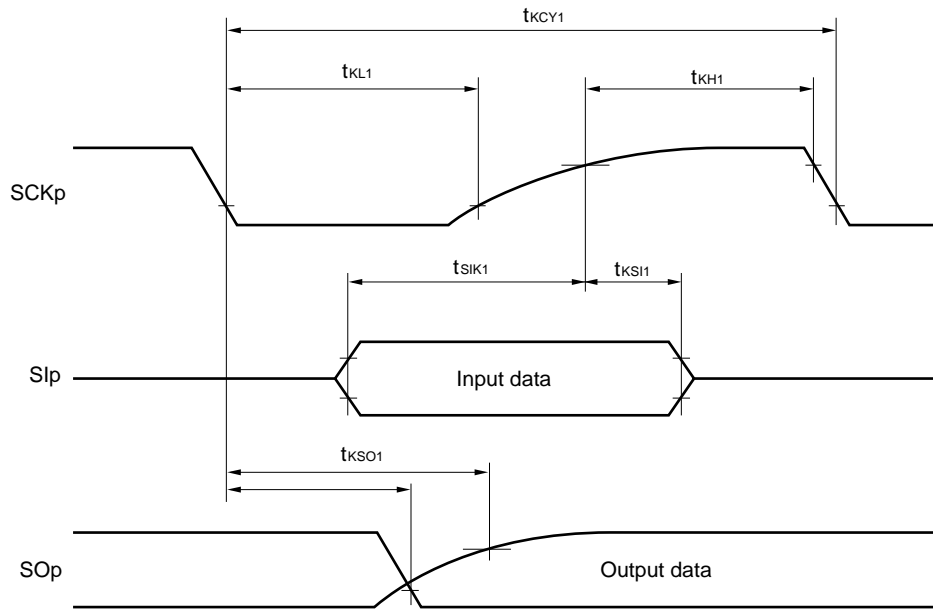 tKCY1
tKL1
tKH1
SCKp
tSIK1
tKSI1
SIp
Input data
tKSO1
SOp
Output data